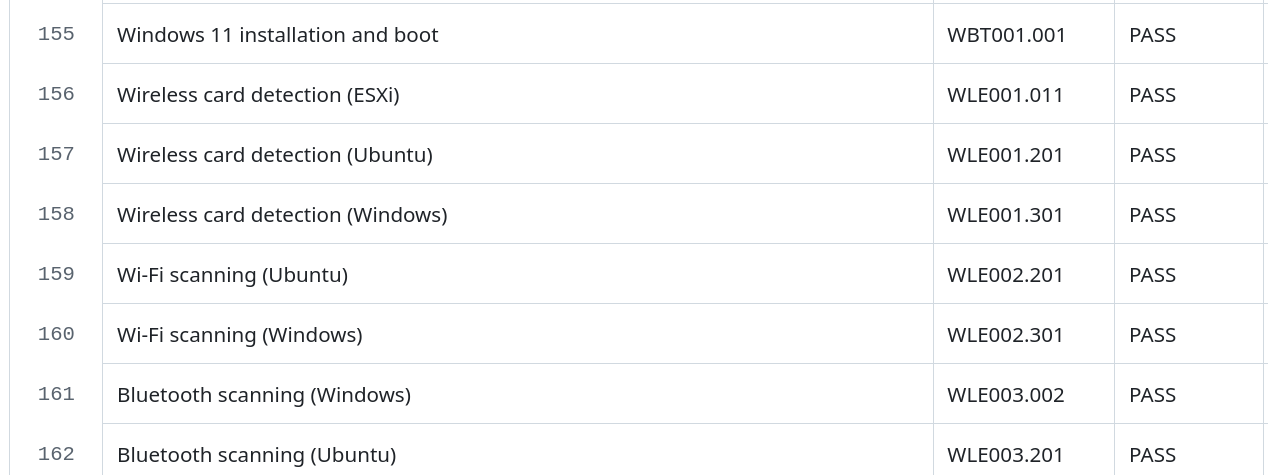 155 Windows 11 installation and boot WBT001.001 PASS
156 Wireless card detection (ESXi) WLE001.011 PASS
157 Wireless card detection (Ubuntu) WLE001.201 PASS
158 Wireless card detection (Windows) WLE001.301 PASS
159 Wi-Fi scanning (Ubuntu) WLE002.201 PASS
160 Wi-Fi scanning (Windows) WLE002.301 PASS
161 Bluetooth scanning (Windows) WLE003.002 PASS
162 Bluetooth scanning (Ubuntu) WLE003.201 PASS